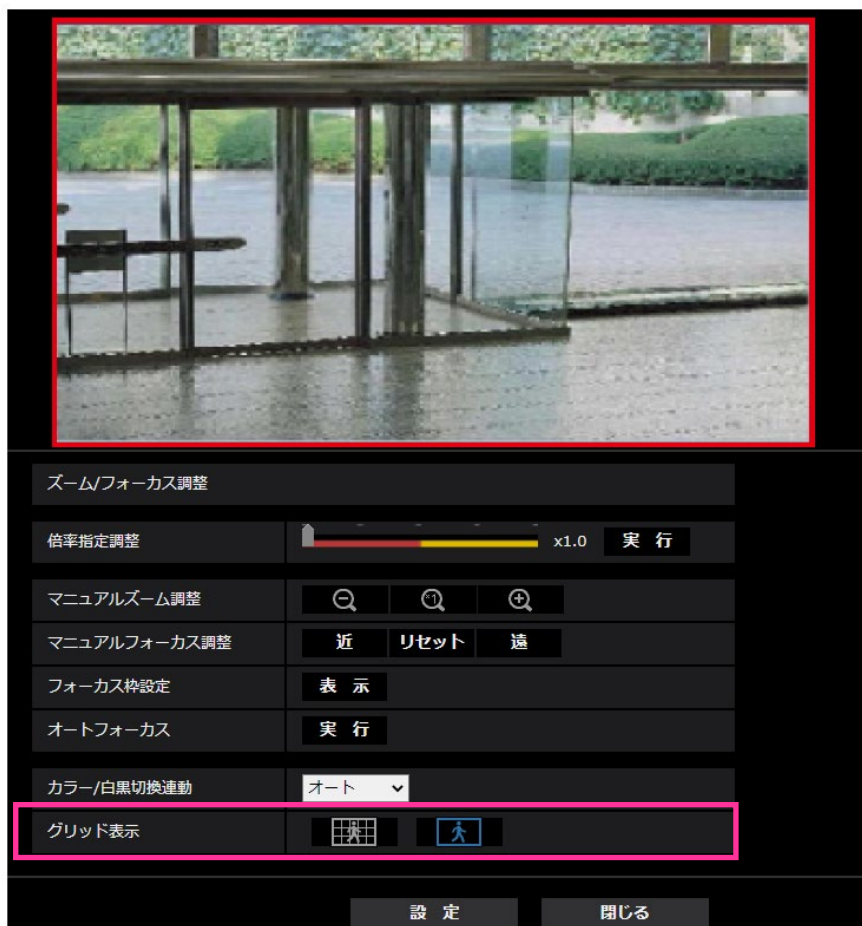 ズーム/フォーカス調整
倍率指定調整 x1.0 実 行
マニュアルズーム調整 ×1
マニュアルフォーカス調整 近 リセット 遠
フォーカス枠設定 表 示
オートフォーカス 実 行
カラー/白黒切換連動 オート
グリッド表示
設 定 閉じる